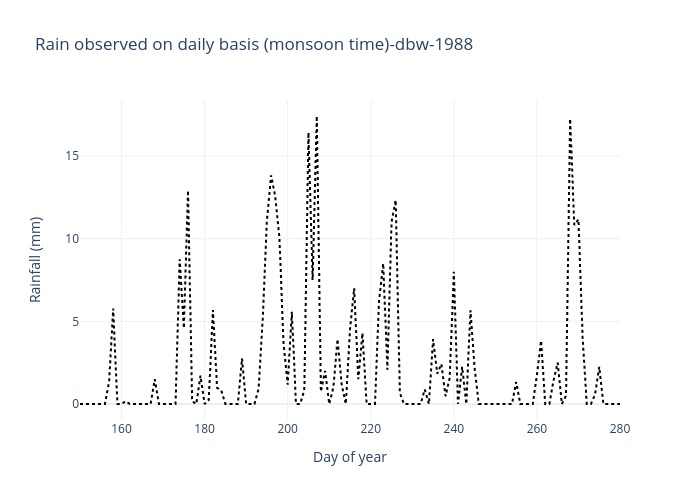 Rain observed on daily basis (monsoon time)-dbw-1988
Rainfall (mm)
15
10
5
0
160 180 200 220 240 260 280
Day of year